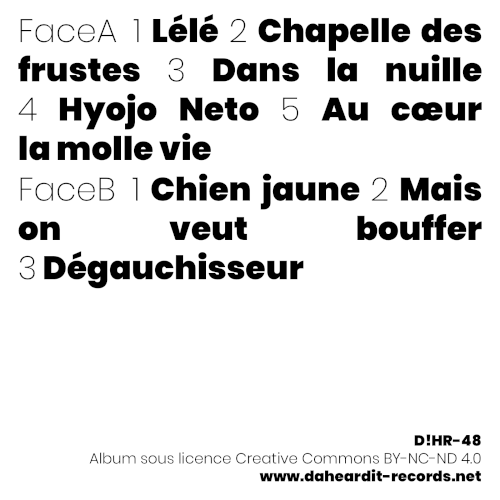 FaceA 1 Lélé 2 Chapelle des
frustes 3 Dans la nuille
4 Hyojo Neto 5 Au cœur
la molle vie
FaceB 1 Chien jaune 2 Mais
on veut bouffer
3 Dégauchisseur
D!HR-48
Album sous licence Creative Commons BY-NC-ND 4.0
www.daheardit-records.net